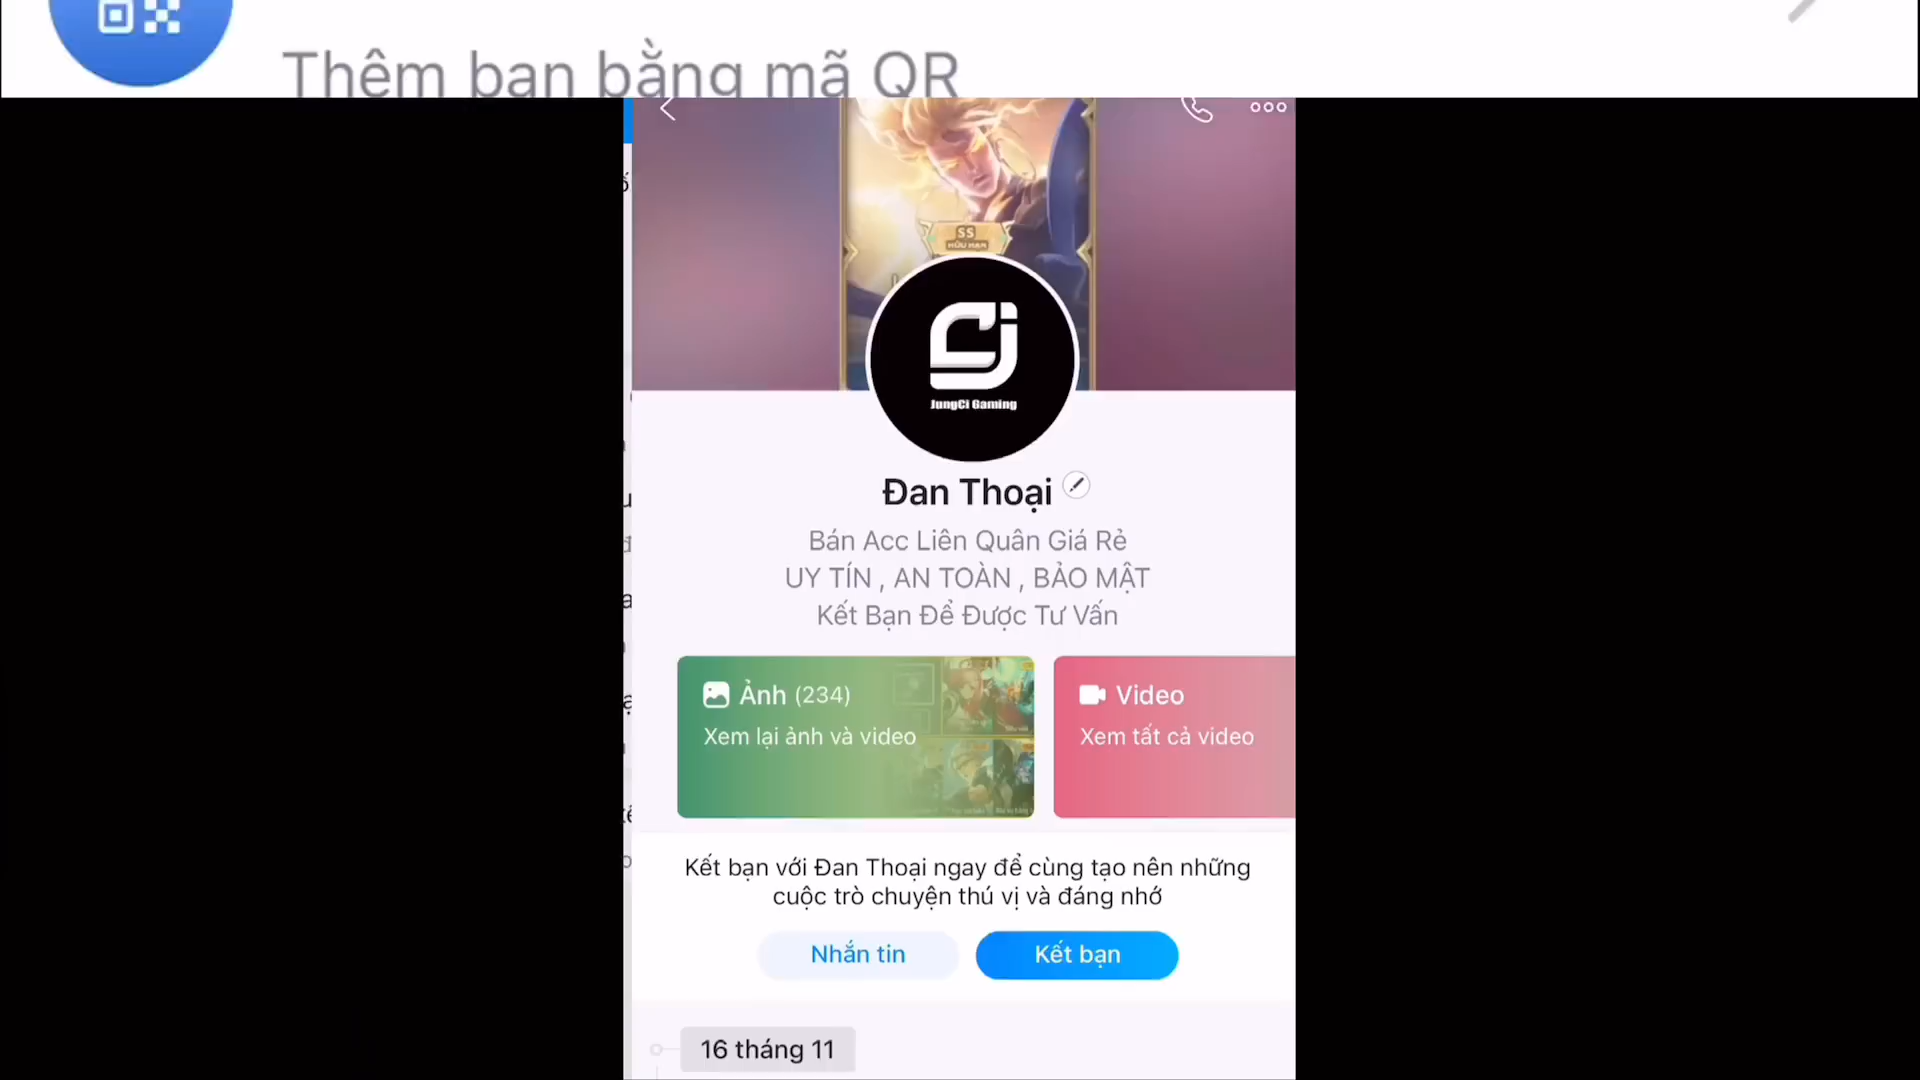 Thêm bạn bằng mã QR
SS
HỮU HẠN
JungCi Gaming
Đan Thoại
Bán Acc Liên Quân Giá Rẻ
UY TÍN , AN TOÀN , BẢO MẬT
Kết Bạn Để Được Tư Vấn
Ảnh (234)
Xem lại ảnh và video
Video
Xem tất cả video
Kết bạn với Đan Thoại ngay để cùng tạo nên những
cuộc trò chuyện thú vị và đáng nhớ
Nhắn tin
Kết bạn
16 tháng 11